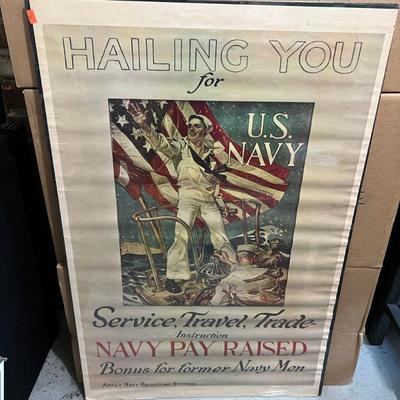 HAILING YOU
for
U.S.
NAVY
Service, Travel, Trade-
Instruction
NAVY PAY RAISED
Bonus for former Navy Men
APPLY NAVY RECRUITING STATION